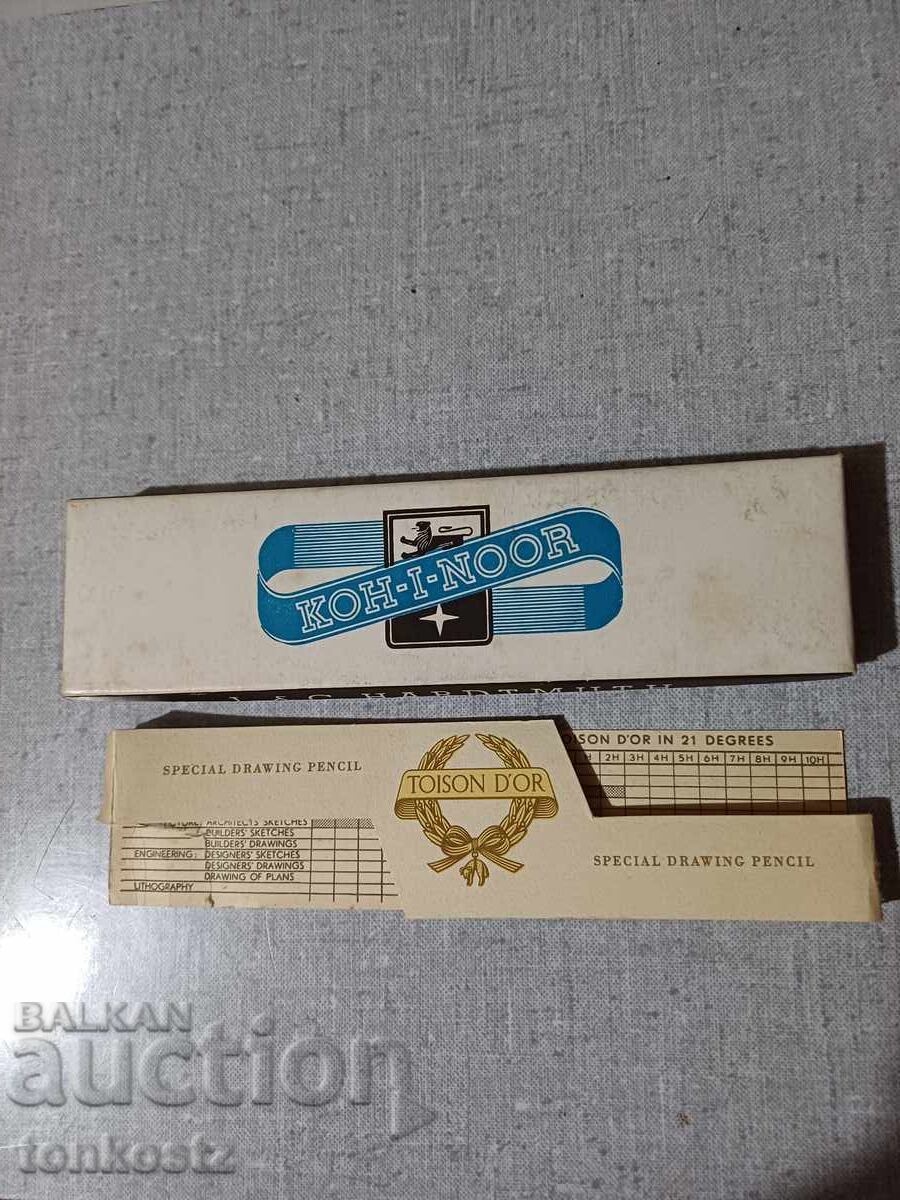 KOH-I-NOOR
L & C HARDTMUTH
OISON D'OR IN 21 DEGREES
SPECIAL DRAWING PENCIL
TOISON D'OR
H 2H 3H 4H 5H 6H 7H 8H 9H 10H
ARCHITECTS SKETCHES
BUILDERS' SKETCHES
BUILDERS' DRAWINGS
ENGINEERING: DESIGNERS' SKETCHES
DESIGNERS' DRAWINGS
DRAWING OF PLANS
LITHOGRAPHY
SPECIAL DRAWING PENCIL
BALKAN
auction
tonkostz